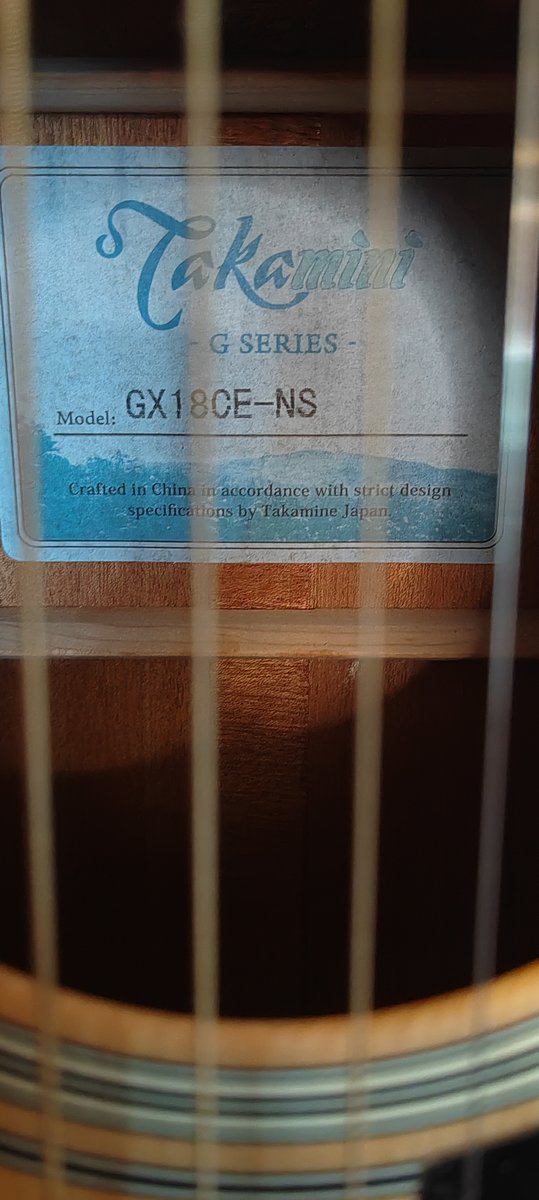 Takamini
- G SERIES -
Model: GX18CE-NS
Crafted in China in accordance with strict design
specifications by Takamine Japan.